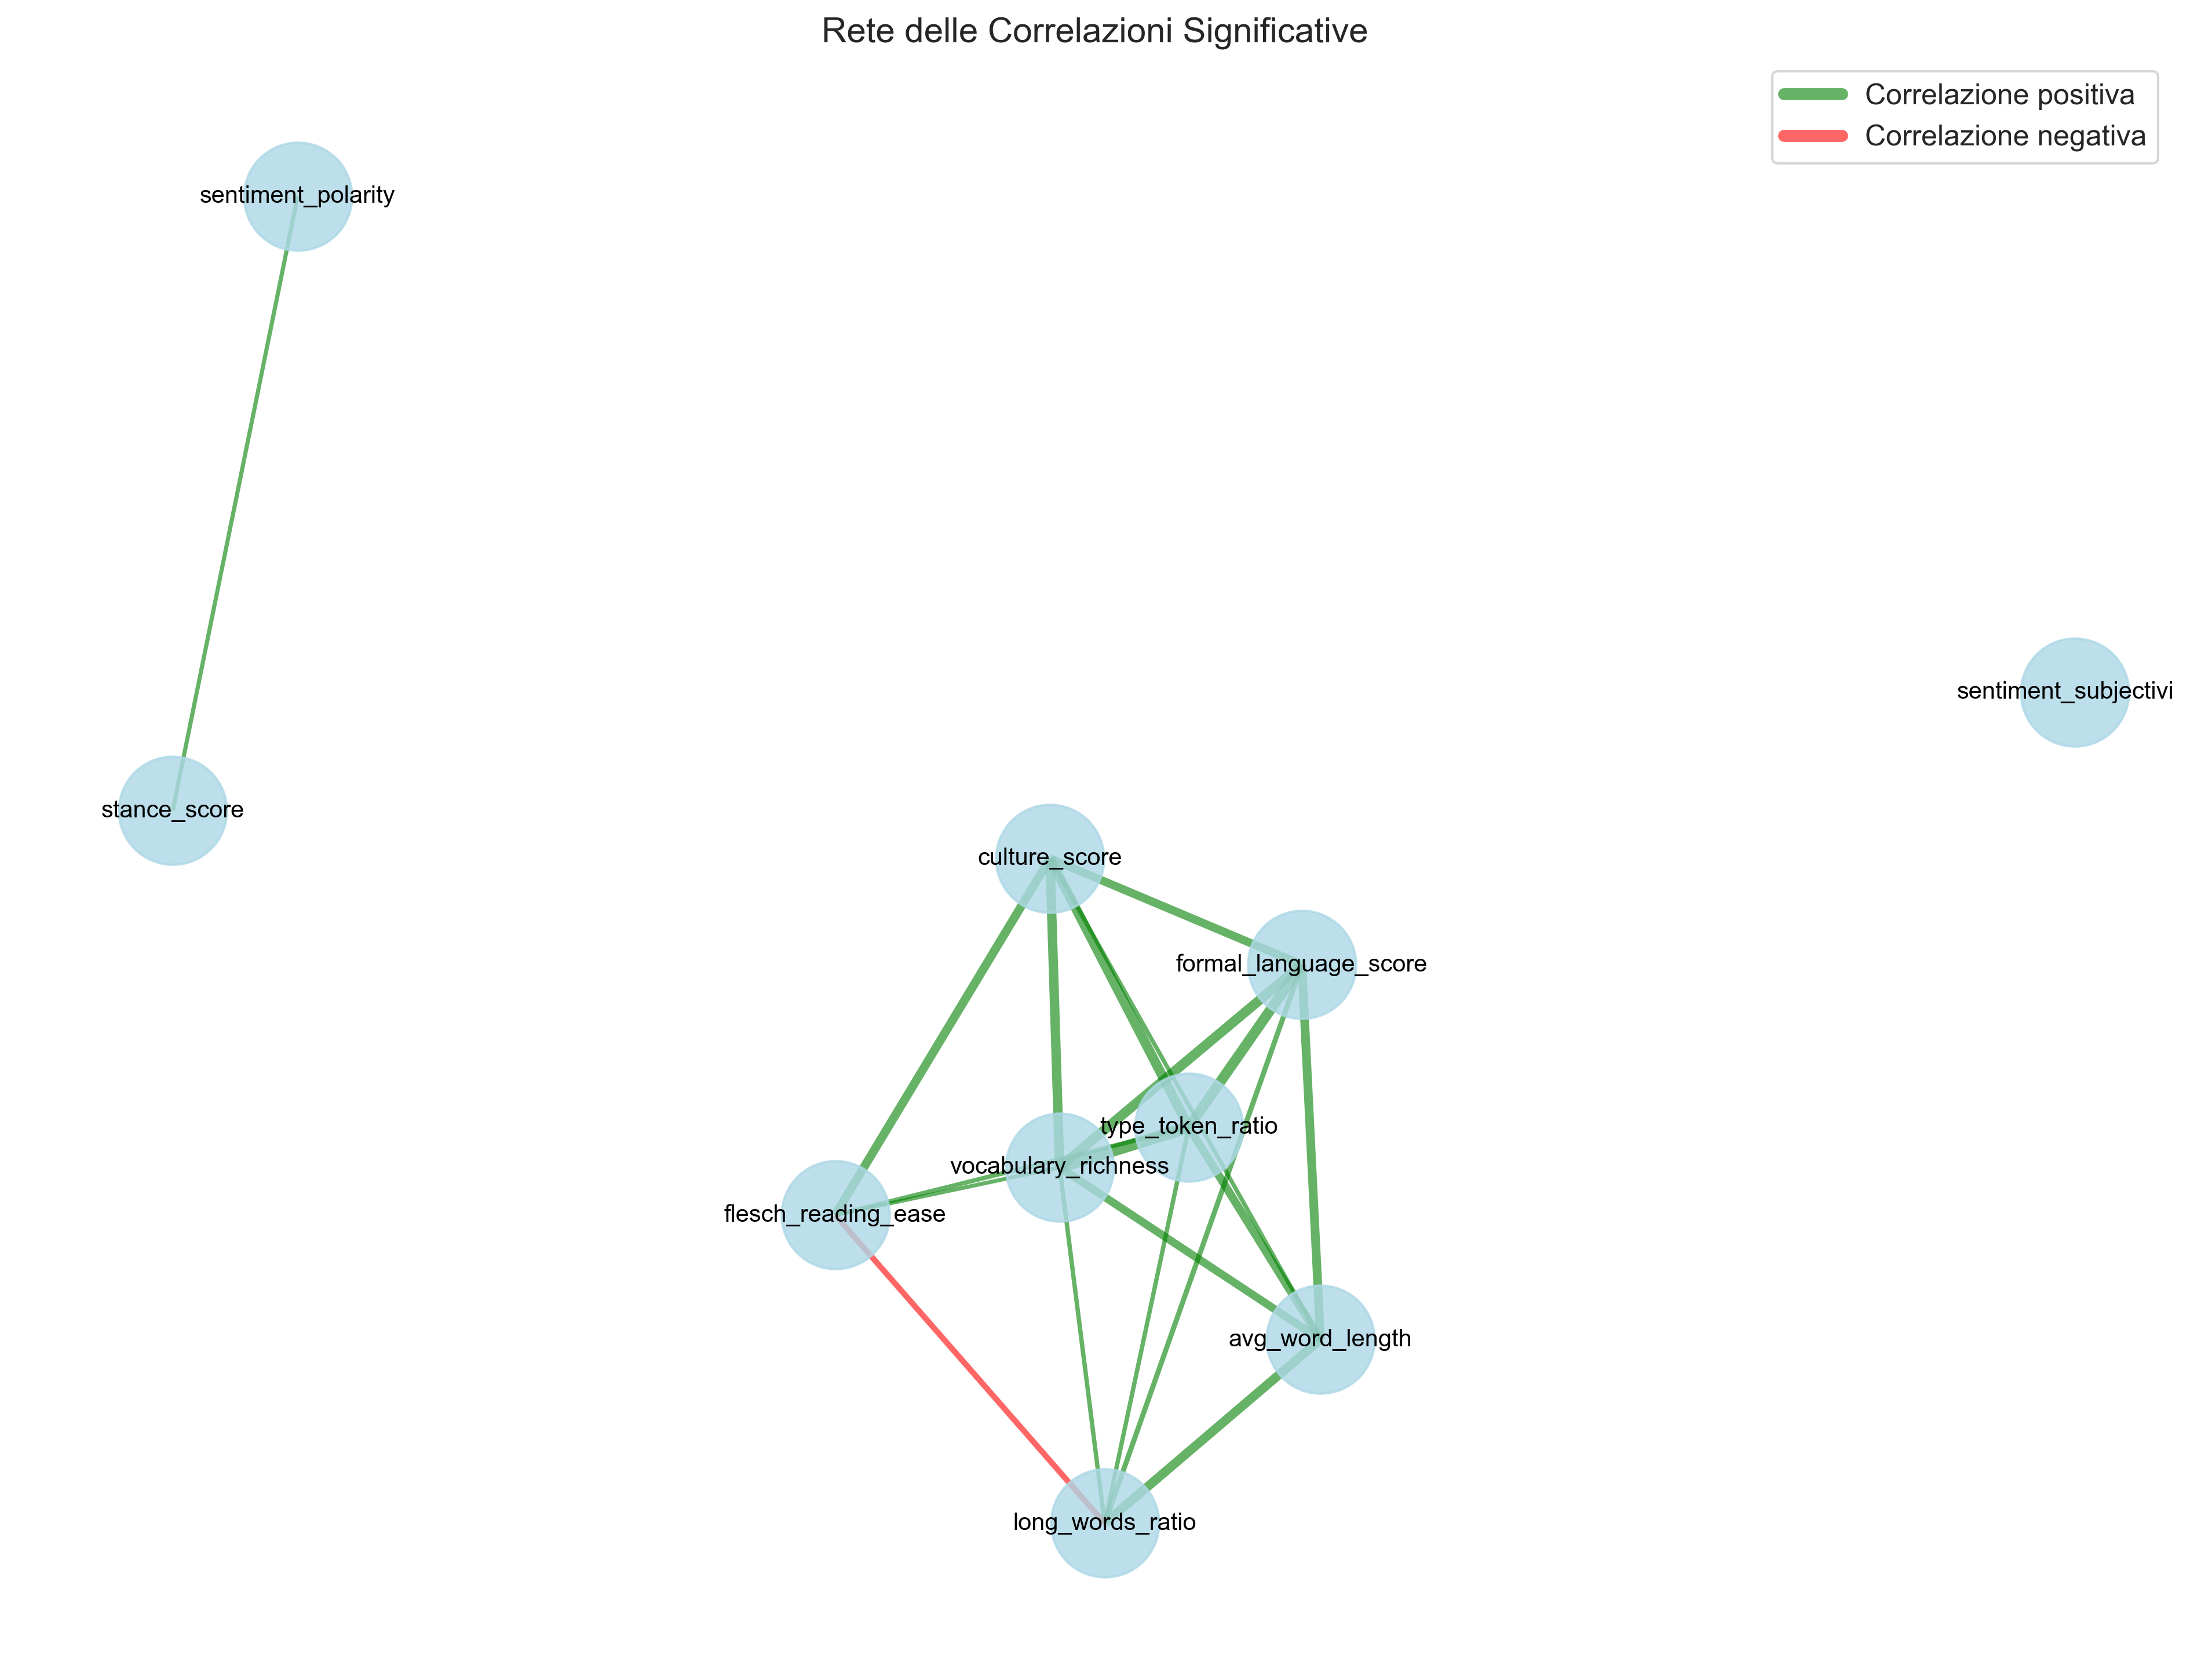 Rete delle Correlazioni Significative
Correlazione positiva
Correlazione negativa
sentiment_polarity
sentiment_subjectivi
stance_score
culture_score
formal_language_score
type_token_ratio
vocabulary_richness
flesch_reading_ease
avg_word_length
long_words_ratio